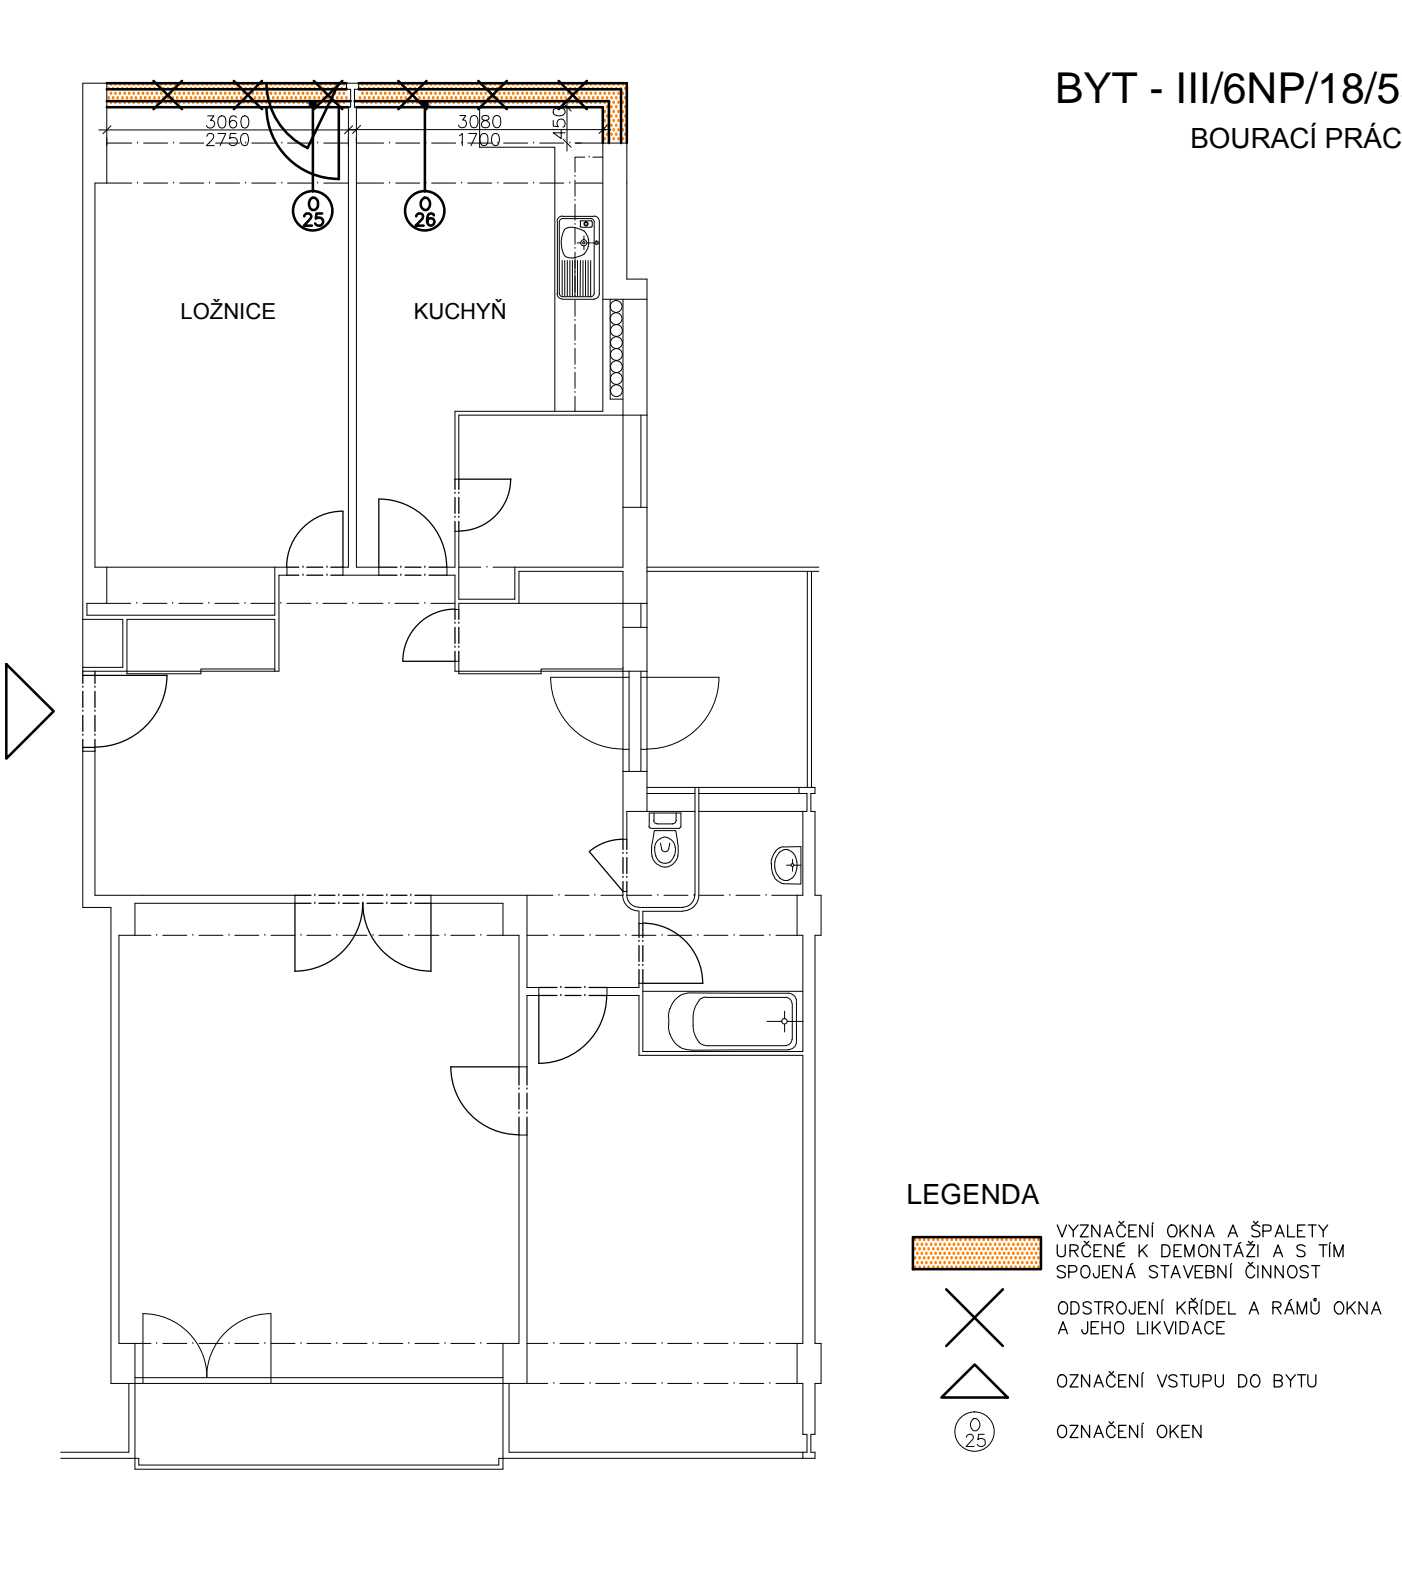 BYT - III/6NP/18/5
BOURACÍ PRÁC
3060
2750
3080
1700
450
O
25
O
26
LOŽNICE
KUCHYŇ
LEGENDA
VYZNAČENÍ OKNA A ŠPALETY
URČENÉ K DEMONTÁŽI A S TÍM
SPOJENÁ STAVEBNÍ ČINNOST
ODSTROJENÍ KŘÍDEL A RÁMŮ OKNA
A JEHO LIKVIDACE
OZNAČENÍ VSTUPU DO BYTU
O
25
OZNAČENÍ OKEN